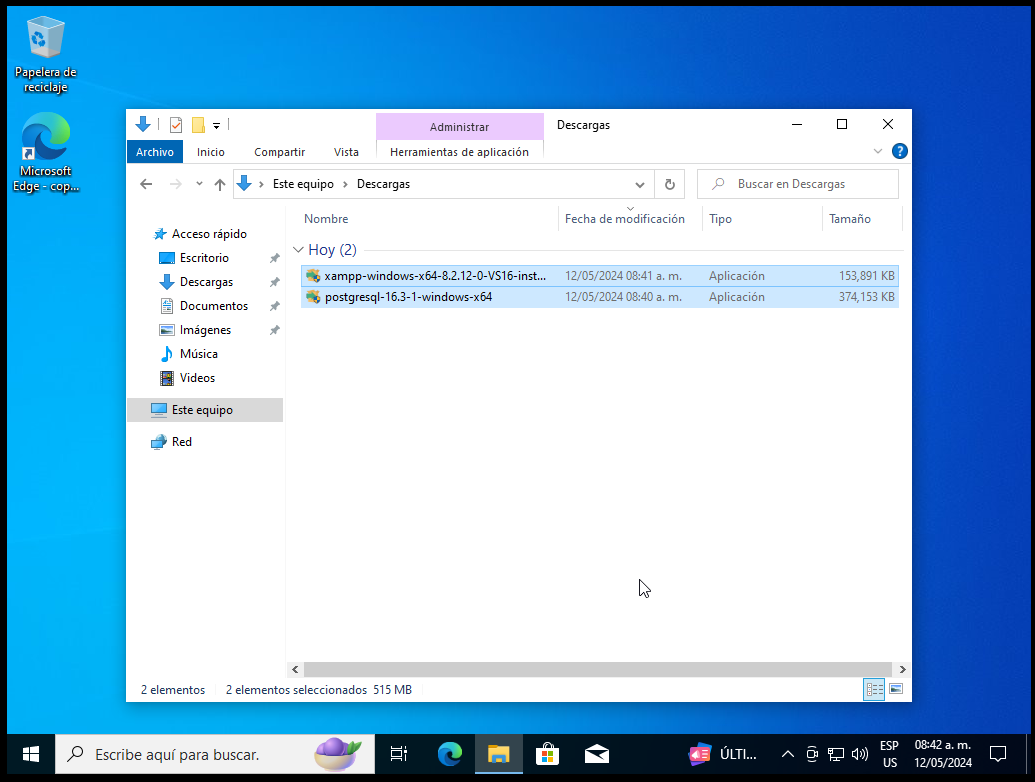 Papelera de
reciclaje
Microsoft
Edge - cop...
Administrar
Descargas
Archivo
Inicio
Compartir
Vista
Herramientas de aplicación
Este equipo
Descargas
Buscar en Descargas
Nombre
Fecha de modificación
Tipo
Tamaño
Acceso rápido
Escritorio
Descargas
Documentos
Imágenes
Música
Videos
Este equipo
Red
Hoy (2)
xampp-windows-x64-8.2.12-0-VS16-inst... 12/05/2024 08:41 a. m. Aplicación 153,891 KB
postgresql-16.3-1-windows-x64 12/05/2024 08:40 a. m. Aplicación 374,153 KB
2 elementos
2 elementos seleccionados 515 MB
Escribe aquí para buscar.
ÚLTI...
ESP
US
08:42 a. m.
12/05/2024